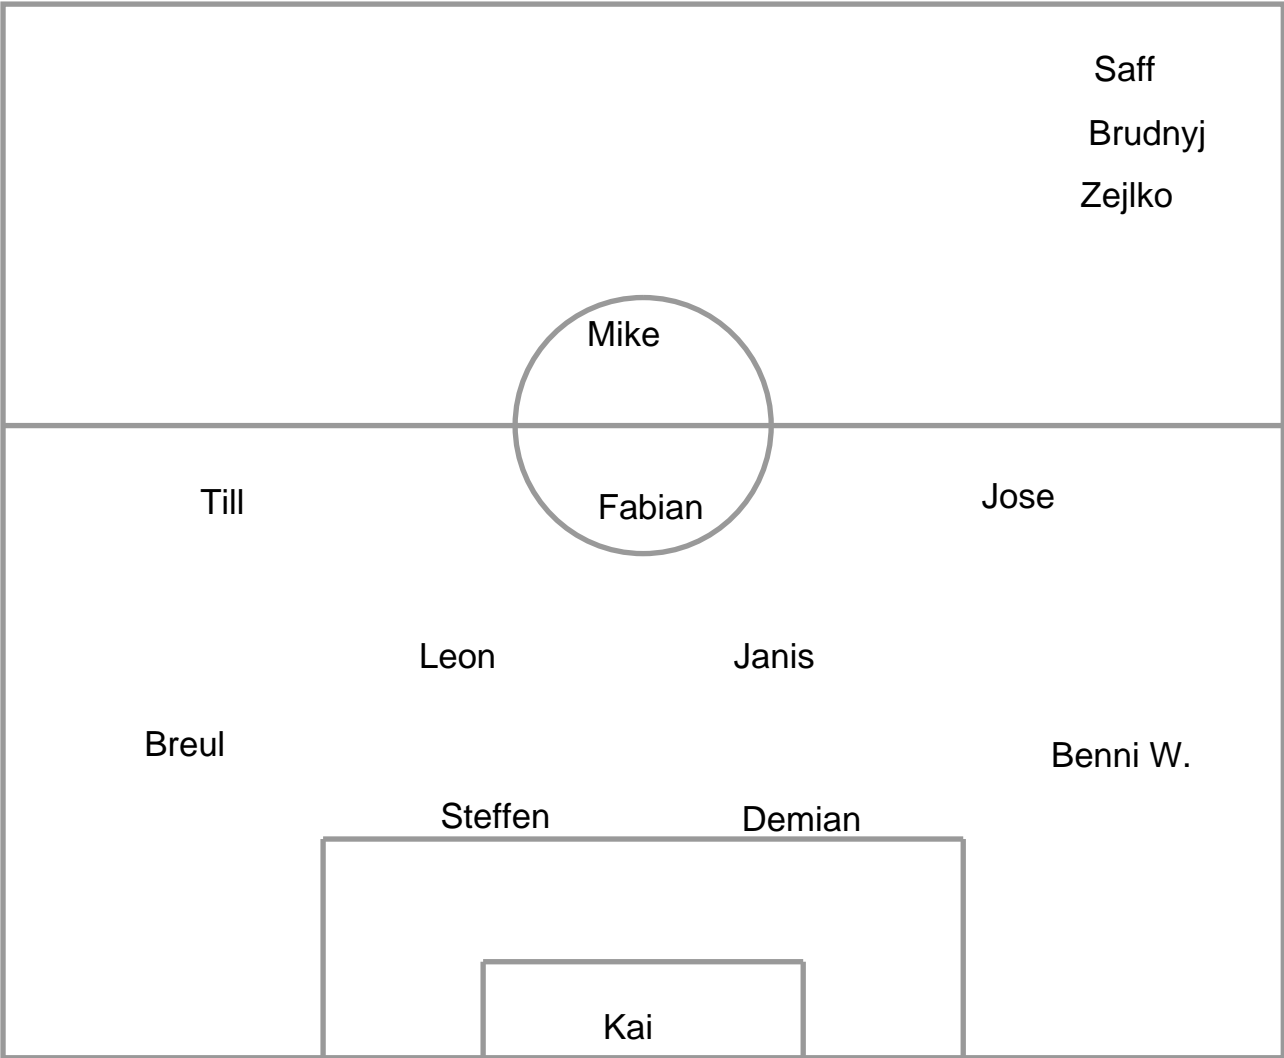 Saff
Brudnyj
Zejlko
Mike
Till
Fabian
Jose
Leon
Janis
Breul
Benni W.
Steffen
Demian
Kai